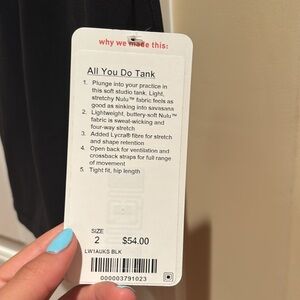 why we made this:
All You Do Tank
1. Plunge into your practice in
this soft studio tank. Light,
stretchy Nulu™ fabric feels as
good as sinking into savasana
2. Lightweight, buttery-soft Nulu™
fabric is sweat-wicking and
four-way stretch
3. Added Lycra® fibre for stretch
and shape retention
4. Open back for ventilation and
crossback straps for full range
of movement
5. Tight fit, hip length
SIZE
2 $54.00
LW1AUKS BLK
000003791023